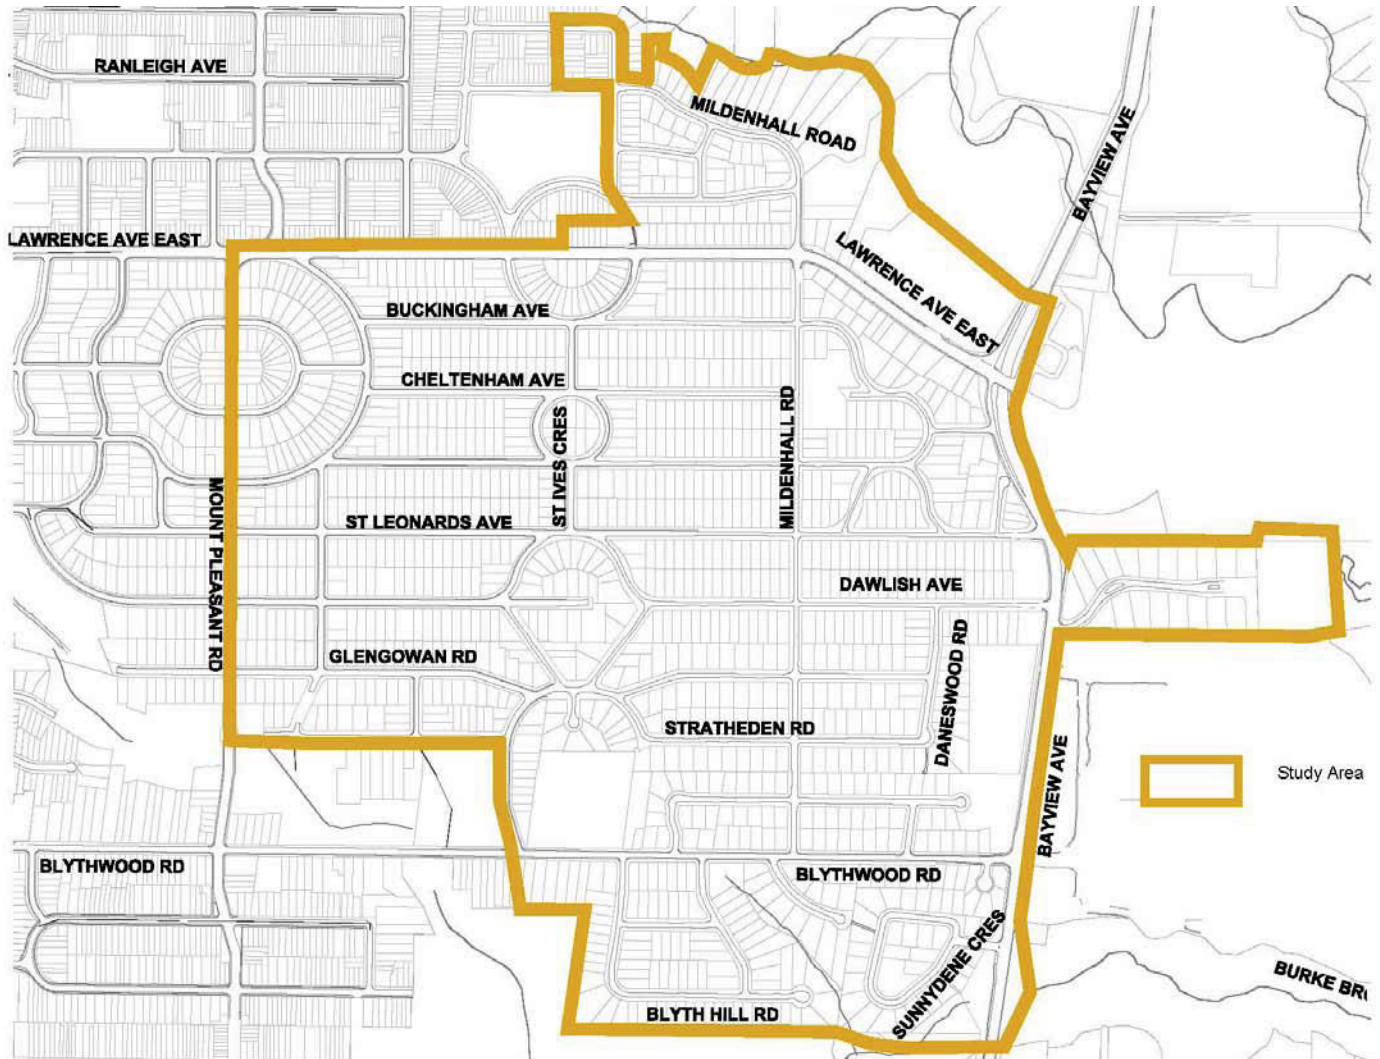 RANLEIGH AVE
MILDENHALL ROAD
BAYVIEW AVE
LAWRENCE AVE EAST
LAWRENCE AVE EAST
BUCKINGHAM AVE
CHELTENHAM AVE
ST IVES CRES
MILDENHALL RD
MOUNT PLEASANT RD
ST LEONARDS AVE
DAWLISH AVE
GLENGOWAN RD
DANESWOOD RD
STRATHEDEN RD
BAYVIEW AVE
Study Area
BLYTHWOOD RD
BLYTHWOOD RD
SUNNYDENE CRES
BLYTH HILL RD
BURKE BR